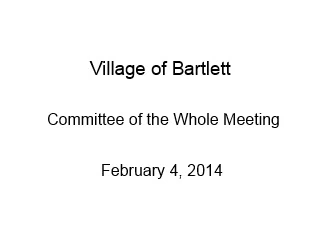 Village of Bartlett
Committee of the Whole Meeting
February 4, 2014